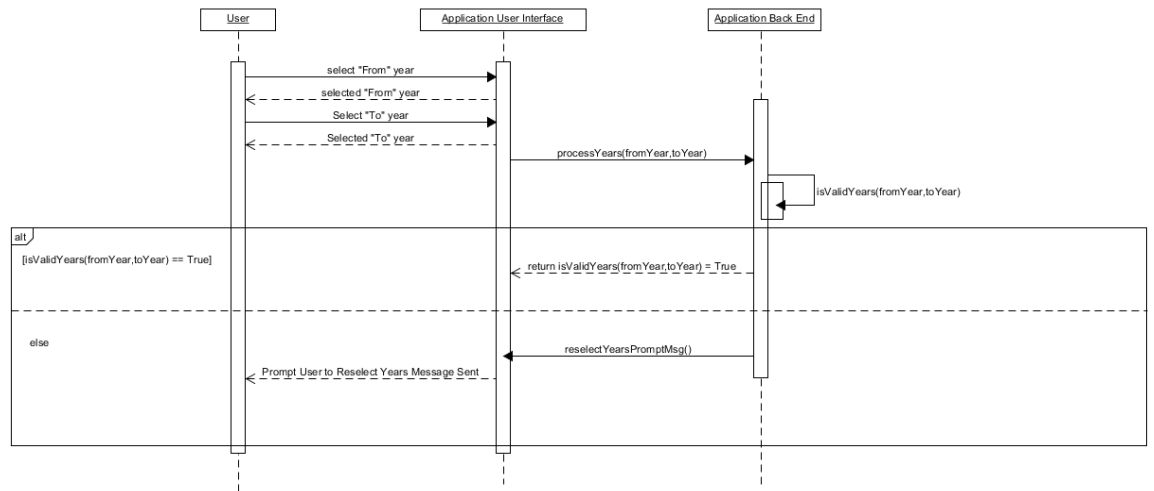 User
Application User Interface
Application Back End
select "From" year
selected "From" year
Select "To" year
Selected "To" year
processYears(fromYear,toYear)
isValidYears(fromYear,toYear)
alt
[isValidYears(fromYear,toYear) == True]
return isValidYears(fromYear,toYear) = True
else
reselectYearsPromptMsg()
Prompt User to Reselect Years Message Sent